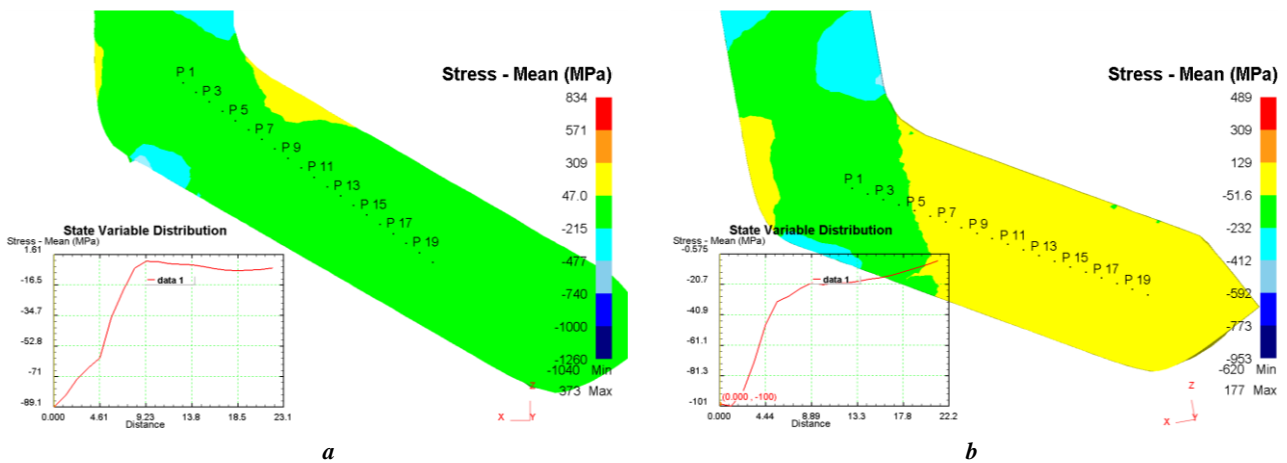 Stress - Mean (MPa)
834
571
309
47.0
-215
-477
-740
-1000
-1260
-1040 Min
373 Max
P 1
P 3
P 5
P 7
P 9
P 11
P 13
P 15
P 17
P 19
State Variable Distribution
Stress - Mean (MPa)
1.61
-16.5
-34.7
-52.8
-71
-89.1
data 1
0.000 4.61 9.23 13.8 18.5 23.1
Distance
Z
X Y
a
Stress - Mean (MPa)
489
309
129
-51.6
-232
-412
-592
-773
-953
-620 Min
177 Max
P 1
P 3
P 5
P 7
P 9
P 11
P 13
P 15
P 17
P 19
State Variable Distribution
Stress - Mean (MPa)
-0.575
-20.7
-40.9
-61.1
-81.3
-101
data 1
(0.000 , -100)
0.000 4.44 8.89 13.3 17.8 22.2
Distance
Z
X Y
b